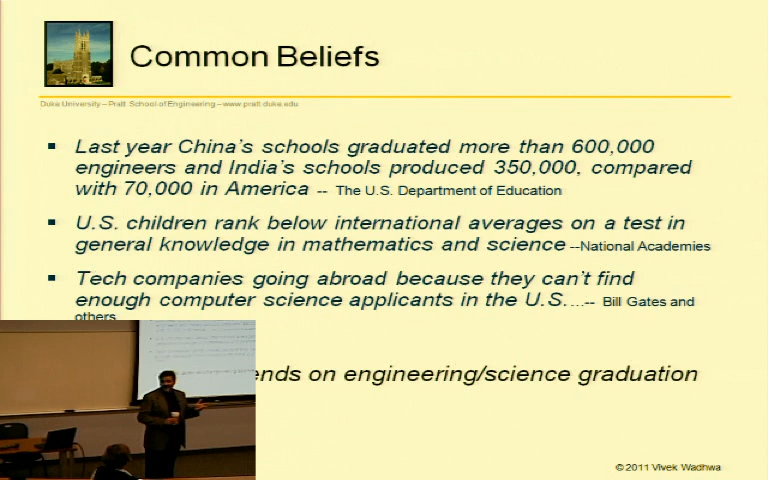 Common Beliefs
Duke University – Pratt School of Engineering – www.pratt.duke.edu
▪ Last year China's schools graduated more than 600,000
engineers and India's schools produced 350,000, compared
with 70,000 in America -- The U.S. Department of Education
▪ U.S. children rank below international averages on a test in
general knowledge in mathematics and science --National Academies
▪ Tech companies going abroad because they can't find
enough computer science applicants in the U.S....-- Bill Gates and
others
on engineering/science graduation
© 2011 Vivek Wadhwa